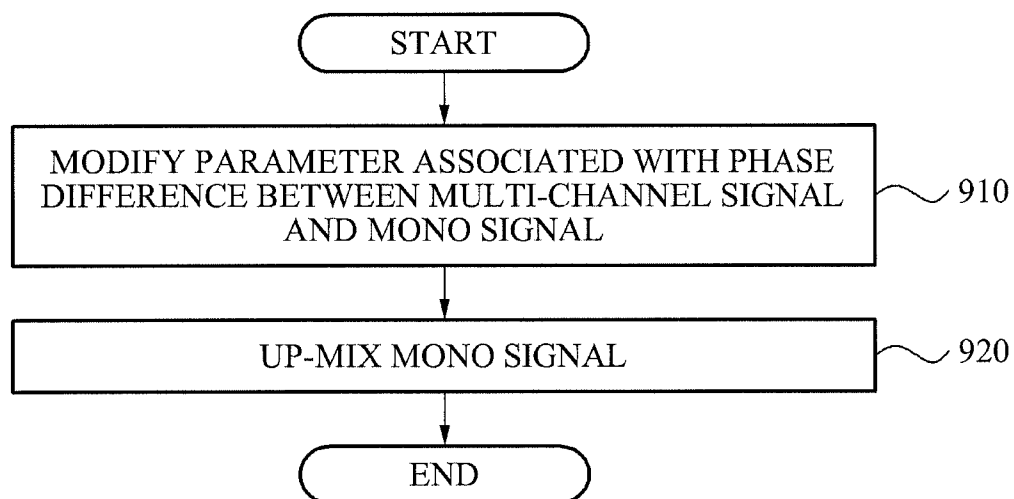 START
MODIFY PARAMETER ASSOCIATED WITH PHASE
DIFFERENCE BETWEEN MULTI-CHANNEL SIGNAL
AND MONO SIGNAL
910
UP-MIX MONO SIGNAL
920
END